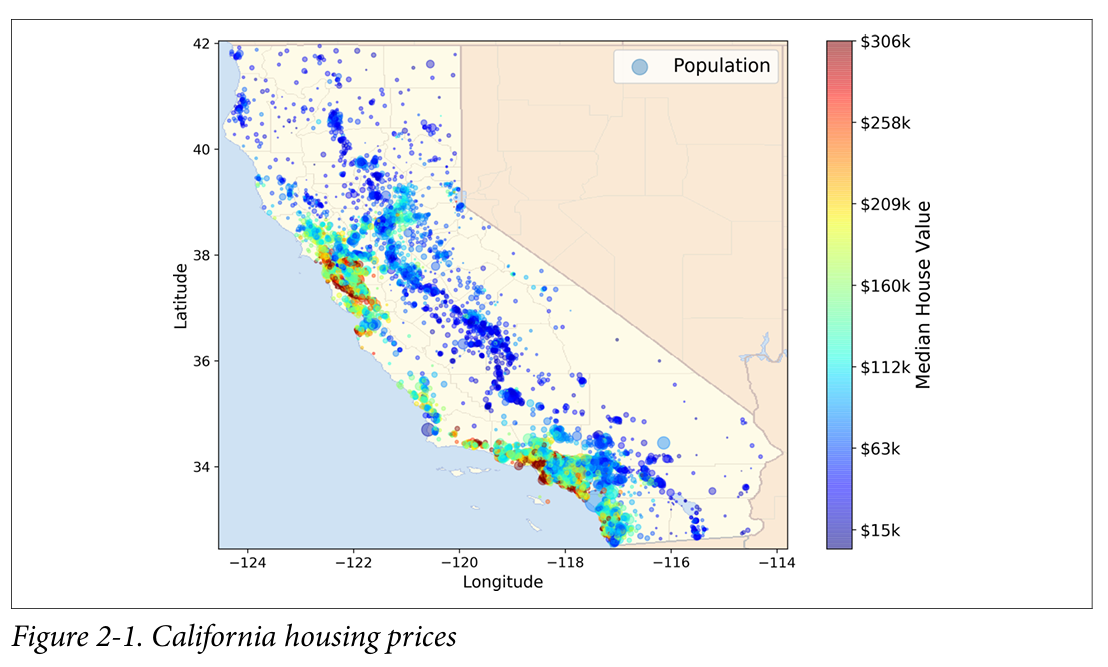 42
40
38
36
34
Latitude
−124
−122
−120
−118
−116
−114
Longitude
Population
$306k
$258k
$209k
$160k
$112k
$63k
$15k
Median House Value
Figure 2-1. California housing prices